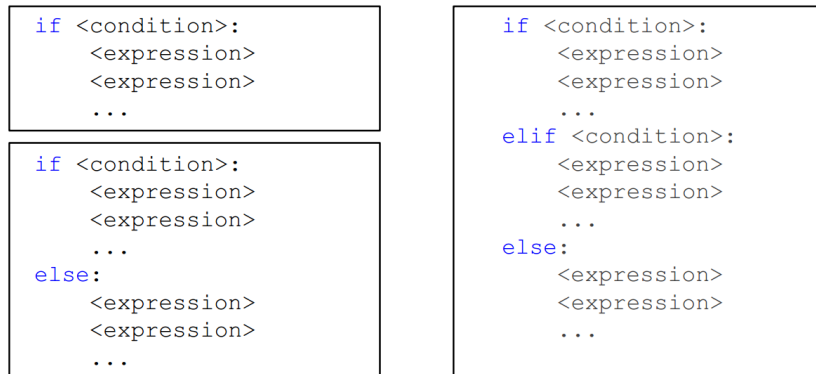 if <condition>:
    <expression>
    <expression>
    ...
if <condition>:
    <expression>
    <expression>
    ...
else:
    <expression>
    <expression>
    ...
if <condition>:
    <expression>
    <expression>
    ...
elif <condition>:
    <expression>
    <expression>
    ...
else:
    <expression>
    <expression>
    ...